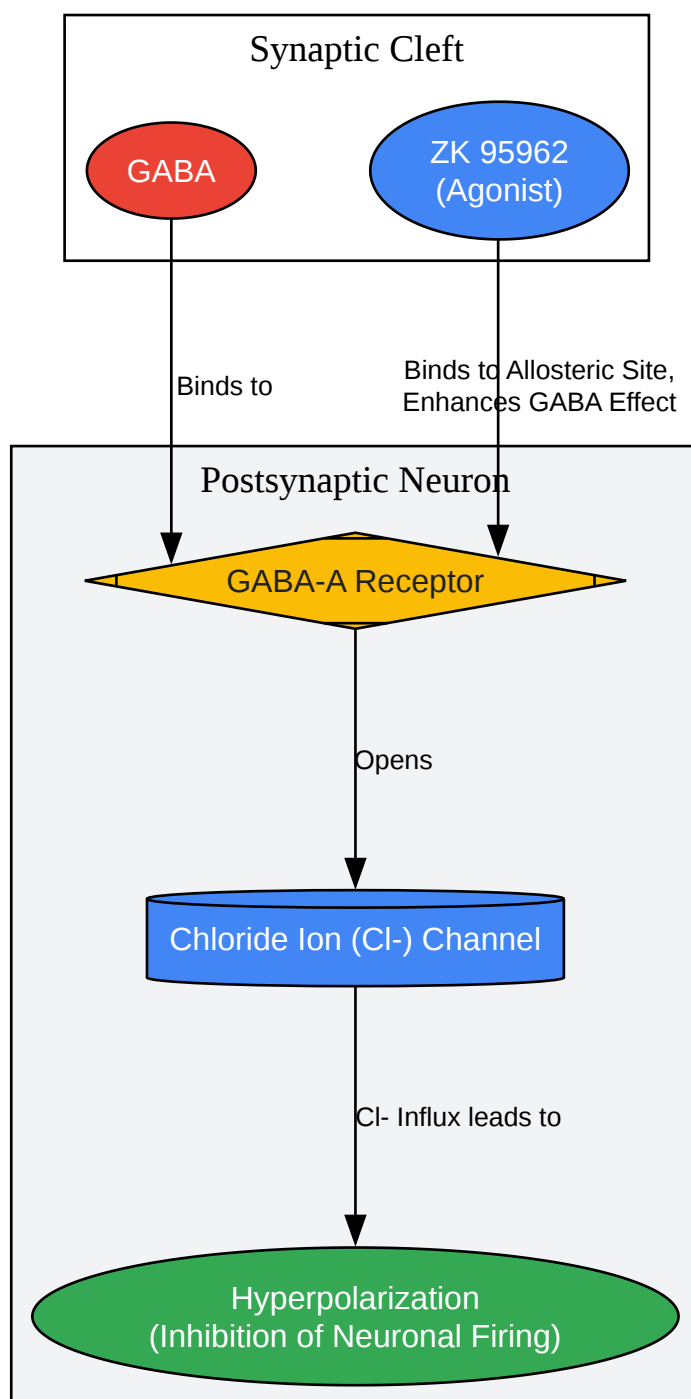 Synaptic Cleft
GABA
ZK 95962
(Agonist)
Binds to
Binds to Allosteric Site,
Enhances GABA Effect
Postsynaptic Neuron
GABA-A Receptor
Opens
Chloride Ion (Cl-) Channel
Cl- Influx leads to
Hyperpolarization
(Inhibition of Neuronal Firing)